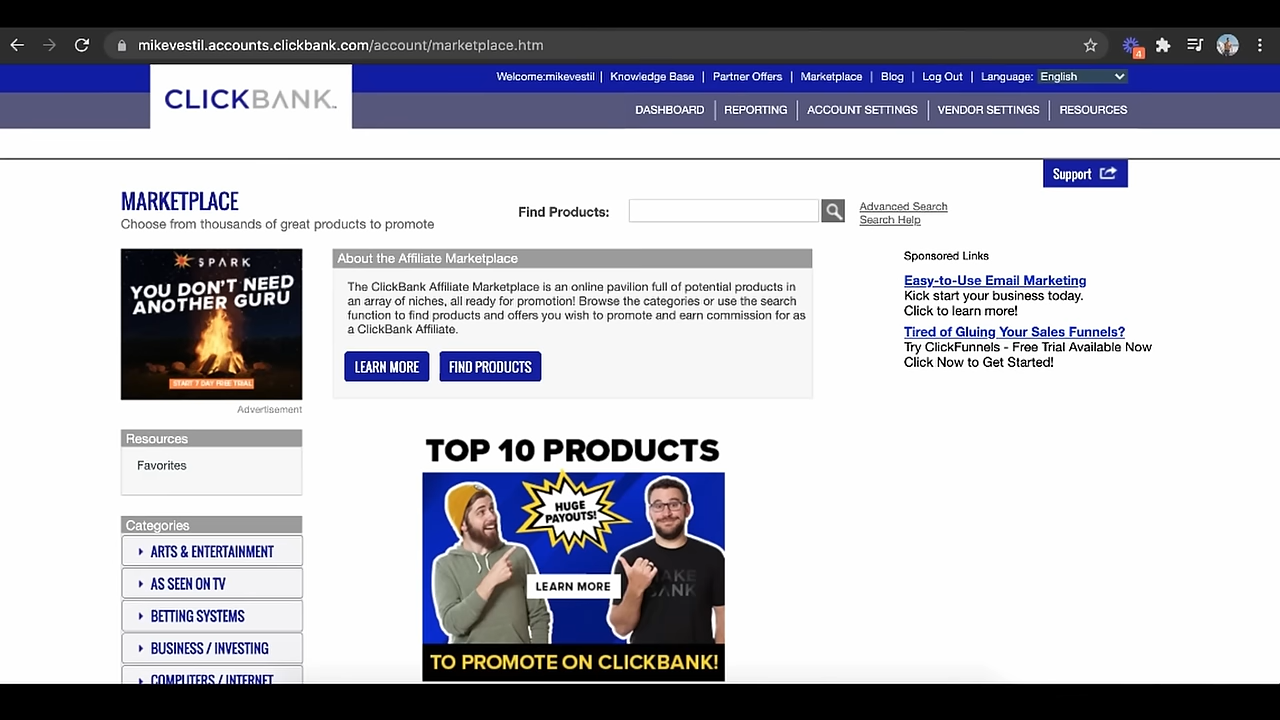 mikevestil.accounts.clickbank.com/account/marketplace.htm
4
Welcome:mikevestil | Knowledge Base | Partner Offers | Marketplace | Blog | Log Out | Language: English
CLICKBANK
DASHBOARD | REPORTING | ACCOUNT SETTINGS | VENDOR SETTINGS | RESOURCES
Support
MARKETPLACE
Choose from thousands of great products to promote
Find Products:
Advanced Search
Search Help
SPARK
YOU DON'T NEED
ANOTHER GURU
START 7 DAY FREE TRIAL
Advertisement
About the Affiliate Marketplace
The ClickBank Affiliate Marketplace is an online pavilion full of potential products in
an array of niches, all ready for promotion! Browse the categories or use the search
function to find products and offers you wish to promote and earn commission for as
a ClickBank Affiliate.
LEARN MORE
FIND PRODUCTS
Sponsored Links
Easy-to-Use Email Marketing
Kick start your business today.
Click to learn more!
Tired of Gluing Your Sales Funnels?
Try ClickFunnels - Free Trial Available Now
Click Now to Get Started!
Resources
Favorites
Categories
ARTS & ENTERTAINMENT
AS SEEN ON TV
BETTING SYSTEMS
BUSINESS / INVESTING
COMPUTERS / INTERNET
TOP 10 PRODUCTS
HUGE
PAYOUTS!
LEARN MORE
TO PROMOTE ON CLICKBANK!